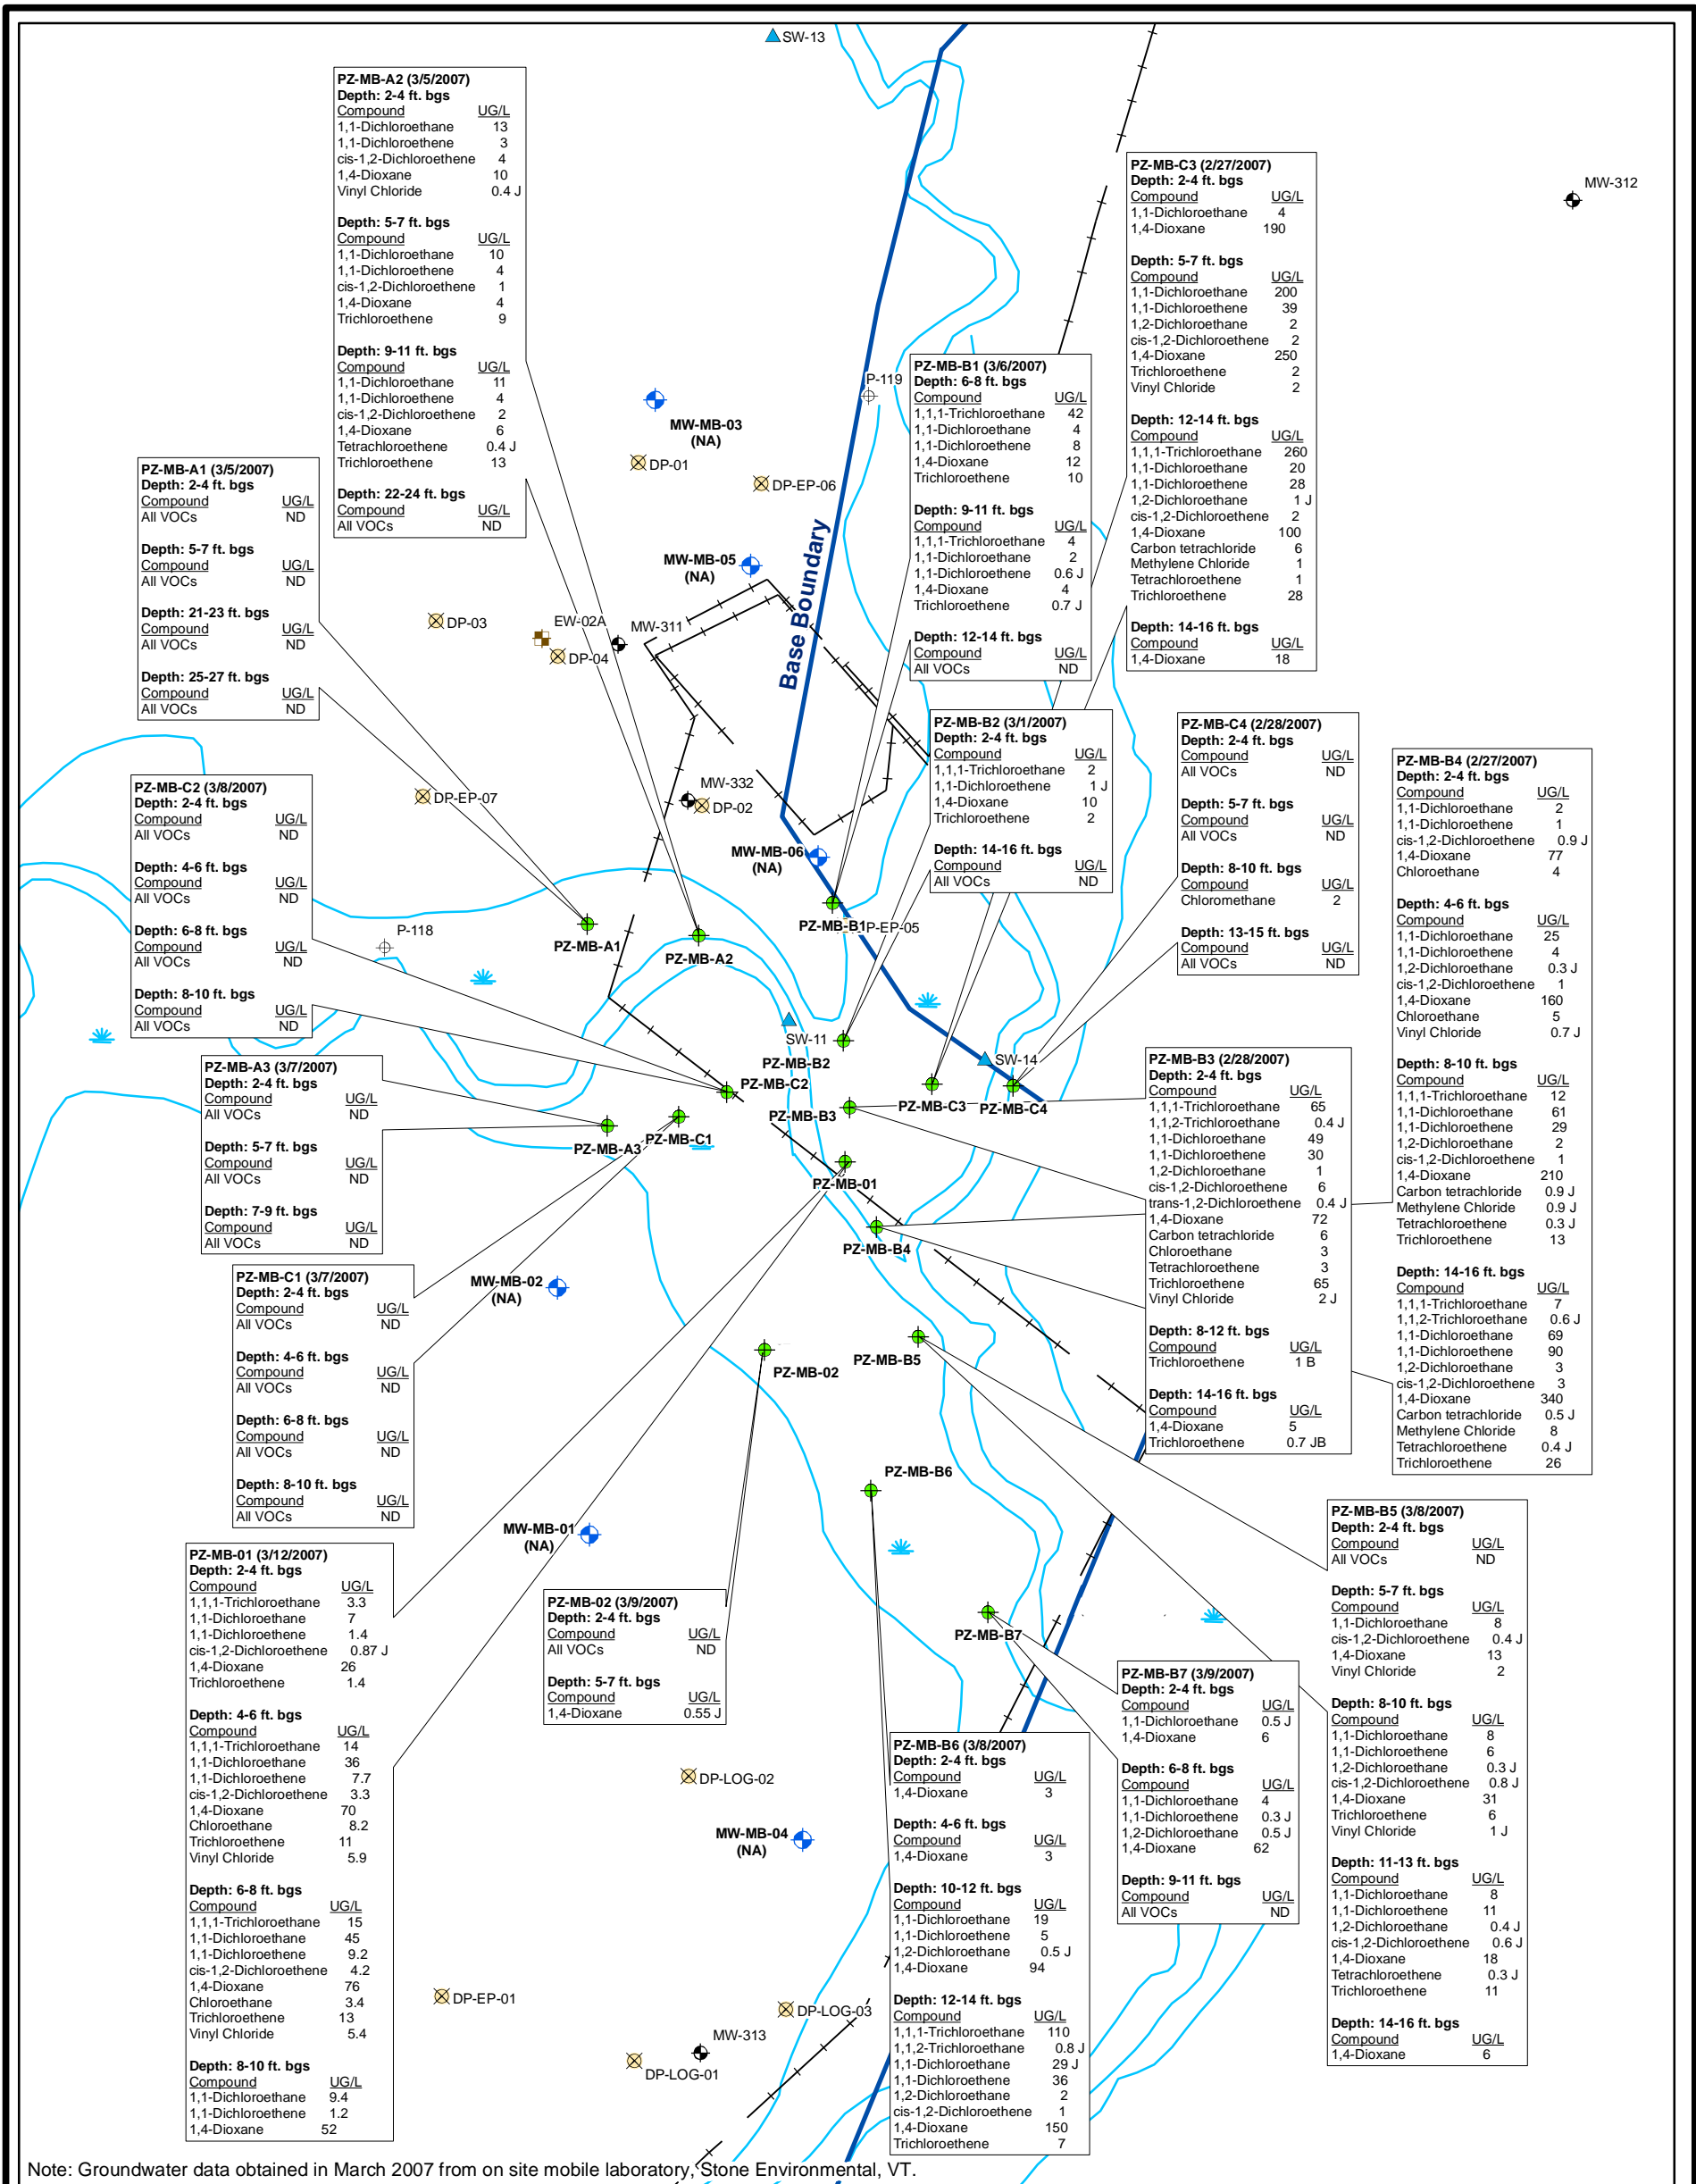 SW-13
PZ-MB-A2 (3/5/2007)
Depth: 2-4 ft. bgs
Compound UG/L
1,1-Dichloroethane 13
1,1-Dichloroethene 3
cis-1,2-Dichloroethene 4
1,4-Dioxane 10
Vinyl Chloride 0.4 J
Depth: 5-7 ft. bgs
Compound UG/L
1,1-Dichloroethane 10
1,1-Dichloroethene 4
cis-1,2-Dichloroethene 1
1,4-Dioxane 4
Trichloroethene 9
Depth: 9-11 ft. bgs
Compound UG/L
1,1-Dichloroethane 11
1,1-Dichloroethene 4
cis-1,2-Dichloroethene 2
1,4-Dioxane 6
Tetrachloroethene 0.4 J
Trichloroethene 13
Depth: 22-24 ft. bgs
Compound UG/L
All VOCs ND
PZ-MB-C3 (2/27/2007)
Depth: 2-4 ft. bgs
Compound UG/L
1,1-Dichloroethane 4
1,4-Dioxane 190
Depth: 5-7 ft. bgs
Compound UG/L
1,1-Dichloroethane 200
1,1-Dichloroethene 39
1,2-Dichloroethane 2
cis-1,2-Dichloroethene 2
1,4-Dioxane 250
Trichloroethene 2
Vinyl Chloride 2
Depth: 12-14 ft. bgs
Compound UG/L
1,1,1-Trichloroethane 260
1,1-Dichloroethane 20
1,1-Dichloroethene 28
1,2-Dichloroethane 1 J
cis-1,2-Dichloroethene 2
1,4-Dioxane 100
Carbon tetrachloride 6
Methylene Chloride 1
Tetrachloroethene 1
Trichloroethene 28
Depth: 14-16 ft. bgs
Compound UG/L
1,4-Dioxane 18
MW-312
P-119
PZ-MB-B1 (3/6/2007)
Depth: 6-8 ft. bgs
Compound UG/L
1,1,1-Trichloroethane 42
1,1-Dichloroethane 4
1,1-Dichloroethene 8
1,4-Dioxane 12
Trichloroethene 10
Depth: 9-11 ft. bgs
Compound UG/L
1,1,1-Trichloroethane 4
1,1-Dichloroethane 2
1,1-Dichloroethene 0.6 J
1,4-Dioxane 4
Trichloroethene 0.7 J
Depth: 12-14 ft. bgs
Compound UG/L
All VOCs ND
MW-MB-03
(NA)
DP-01
DP-EP-06
PZ-MB-A1 (3/5/2007)
Depth: 2-4 ft. bgs
Compound UG/L
All VOCs ND
Depth: 5-7 ft. bgs
Compound UG/L
All VOCs ND
Depth: 21-23 ft. bgs
Compound UG/L
All VOCs ND
Depth: 25-27 ft. bgs
Compound UG/L
All VOCs ND
MW-MB-05
(NA)
Base Boundary
DP-03
EW-02A
MW-311
DP-04
PZ-MB-B2 (3/1/2007)
Depth: 2-4 ft. bgs
Compound UG/L
1,1,1-Trichloroethane 2
1,1-Dichloroethene 1 J
1,4-Dioxane 10
Trichloroethene 2
Depth: 14-16 ft. bgs
Compound UG/L
All VOCs ND
PZ-MB-C4 (2/28/2007)
Depth: 2-4 ft. bgs
Compound UG/L
All VOCs ND
Depth: 5-7 ft. bgs
Compound UG/L
All VOCs ND
Depth: 8-10 ft. bgs
Compound UG/L
Chloromethane 2
Depth: 13-15 ft. bgs
Compound UG/L
All VOCs ND
PZ-MB-B4 (2/27/2007)
Depth: 2-4 ft. bgs
Compound UG/L
1,1-Dichloroethane 2
1,1-Dichloroethene 1
cis-1,2-Dichloroethene 0.9 J
1,4-Dioxane 77
Chloroethane 4
Depth: 4-6 ft. bgs
Compound UG/L
1,1-Dichloroethane 25
1,1-Dichloroethene 4
1,2-Dichloroethane 0.3 J
cis-1,2-Dichloroethene 1
1,4-Dioxane 160
Chloroethane 5
Vinyl Chloride 0.7 J
Depth: 8-10 ft. bgs
Compound UG/L
1,1,1-Trichloroethane 12
1,1-Dichloroethane 61
1,1-Dichloroethene 29
1,2-Dichloroethane 2
cis-1,2-Dichloroethene 1
1,4-Dioxane 210
Carbon tetrachloride 0.9 J
Methylene Chloride 0.9 J
Tetrachloroethene 0.3 J
Trichloroethene 13
Depth: 14-16 ft. bgs
Compound UG/L
1,1,1-Trichloroethane 7
1,1,2-Trichloroethane 0.6 J
1,1-Dichloroethane 69
1,1-Dichloroethene 90
1,2-Dichloroethane 3
cis-1,2-Dichloroethene 3
1,4-Dioxane 340
Carbon tetrachloride 0.5 J
Methylene Chloride 8
Tetrachloroethene 0.4 J
Trichloroethene 26
PZ-MB-C2 (3/8/2007)
Depth: 2-4 ft. bgs
Compound UG/L
All VOCs ND
Depth: 4-6 ft. bgs
Compound UG/L
All VOCs ND
Depth: 6-8 ft. bgs
Compound UG/L
All VOCs ND
Depth: 8-10 ft. bgs
Compound UG/L
All VOCs ND
DP-EP-07
MW-332
DP-02
MW-MB-06
(NA)
P-118
PZ-MB-A1
PZ-MB-A2
PZ-MB-B1
P-EP-05
SW-11
PZ-MB-B2
SW-14
PZ-MB-C2
PZ-MB-B3
PZ-MB-C3
PZ-MB-C4
PZ-MB-A3 (3/7/2007)
Depth: 2-4 ft. bgs
Compound UG/L
All VOCs ND
Depth: 5-7 ft. bgs
Compound UG/L
All VOCs ND
Depth: 7-9 ft. bgs
Compound UG/L
All VOCs ND
PZ-MB-C1
PZ-MB-A3
PZ-MB-01
PZ-MB-B4
PZ-MB-B3 (2/28/2007)
Depth: 2-4 ft. bgs
Compound UG/L
1,1,1-Trichloroethane 65
1,1,2-Trichloroethane 0.4 J
1,1-Dichloroethane 49
1,1-Dichloroethene 30
1,2-Dichloroethane 1
cis-1,2-Dichloroethene 6
trans-1,2-Dichloroethene 0.4 J
1,4-Dioxane 72
Carbon tetrachloride 6
Chloroethane 3
Tetrachloroethene 3
Trichloroethene 65
Vinyl Chloride 2 J
Depth: 8-12 ft. bgs
Compound UG/L
Trichloroethene 1 B
Depth: 14-16 ft. bgs
Compound UG/L
1,4-Dioxane 5
Trichloroethene 0.7 JB
PZ-MB-C1 (3/7/2007)
Depth: 2-4 ft. bgs
Compound UG/L
All VOCs ND
Depth: 4-6 ft. bgs
Compound UG/L
All VOCs ND
Depth: 6-8 ft. bgs
Compound UG/L
All VOCs ND
Depth: 8-10 ft. bgs
Compound UG/L
All VOCs ND
MW-MB-02
(NA)
PZ-MB-02
PZ-MB-B5
PZ-MB-B6
MW-MB-01
(NA)
PZ-MB-B5 (3/8/2007)
Depth: 2-4 ft. bgs
Compound UG/L
All VOCs ND
Depth: 5-7 ft. bgs
Compound UG/L
1,1-Dichloroethane 8
cis-1,2-Dichloroethene 0.4 J
1,4-Dioxane 13
Vinyl Chloride 2
Depth: 8-10 ft. bgs
Compound UG/L
1,1-Dichloroethane 8
1,1-Dichloroethene 6
1,2-Dichloroethane 0.3 J
cis-1,2-Dichloroethene 0.8 J
1,4-Dioxane 31
Trichloroethene 6
Vinyl Chloride 1 J
Depth: 11-13 ft. bgs
Compound UG/L
1,1-Dichloroethane 8
1,1-Dichloroethene 11
1,2-Dichloroethane 0.4 J
cis-1,2-Dichloroethene 0.6 J
1,4-Dioxane 18
Tetrachloroethene 0.3 J
Trichloroethene 11
Depth: 14-16 ft. bgs
Compound UG/L
1,4-Dioxane 6
PZ-MB-01 (3/12/2007)
Depth: 2-4 ft. bgs
Compound UG/L
1,1,1-Trichloroethane 3.3
1,1-Dichloroethane 7
1,1-Dichloroethene 1.4
cis-1,2-Dichloroethene 0.87 J
1,4-Dioxane 26
Trichloroethene 1.4
Depth: 4-6 ft. bgs
Compound UG/L
1,1,1-Trichloroethane 14
1,1-Dichloroethane 36
1,1-Dichloroethene 7.7
cis-1,2-Dichloroethene 3.3
1,4-Dioxane 70
Chloroethane 8.2
Trichloroethene 11
Vinyl Chloride 5.9
Depth: 6-8 ft. bgs
Compound UG/L
1,1,1-Trichloroethane 15
1,1-Dichloroethane 45
1,1-Dichloroethene 9.2
cis-1,2-Dichloroethene 4.2
1,4-Dioxane 76
Chloroethane 3.4
Trichloroethene 13
Vinyl Chloride 5.4
Depth: 8-10 ft. bgs
Compound UG/L
1,1-Dichloroethane 9.4
1,1-Dichloroethene 1.2
1,4-Dioxane 52
PZ-MB-02 (3/9/2007)
Depth: 2-4 ft. bgs
Compound UG/L
All VOCs ND
Depth: 5-7 ft. bgs
Compound UG/L
1,4-Dioxane 0.55 J
PZ-MB-B7
PZ-MB-B7 (3/9/2007)
Depth: 2-4 ft. bgs
Compound UG/L
1,1-Dichloroethane 0.5 J
1,4-Dioxane 6
Depth: 6-8 ft. bgs
Compound UG/L
1,1-Dichloroethane 4
1,1-Dichloroethene 0.3 J
1,2-Dichloroethane 0.5 J
1,4-Dioxane 62
Depth: 9-11 ft. bgs
Compound UG/L
All VOCs ND
PZ-MB-B6 (3/8/2007)
Depth: 2-4 ft. bgs
Compound UG/L
1,4-Dioxane 3
Depth: 4-6 ft. bgs
Compound UG/L
1,4-Dioxane 3
Depth: 10-12 ft. bgs
Compound UG/L
1,1-Dichloroethane 19
1,1-Dichloroethene 5
1,2-Dichloroethane 0.5 J
1,4-Dioxane 94
Depth: 12-14 ft. bgs
Compound UG/L
1,1,1-Trichloroethane 110
1,1,2-Trichloroethane 0.8 J
1,1-Dichloroethane 29 J
1,1-Dichloroethene 36
1,2-Dichloroethane 2
cis-1,2-Dichloroethene 1
1,4-Dioxane 150
Trichloroethene 7
DP-LOG-02
MW-MB-04
(NA)
DP-EP-01
DP-LOG-03
MW-313
DP-LOG-01
Note: Groundwater data obtained in March 2007 from on site mobile laboratory, Stone Environmental, VT.